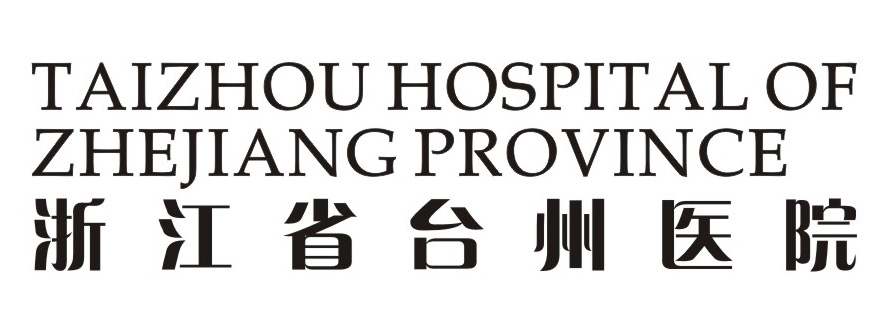 TAIZHOU HOSPITAL OF
ZHEJIANG PROVINCE
浙江省台州医院